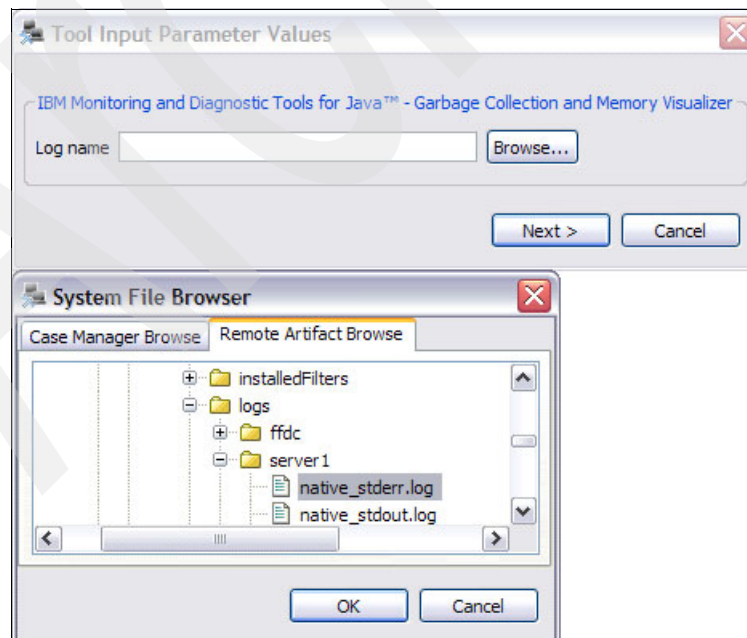 Tool Input Parameter Values
IBM Monitoring and Diagnostic Tools for Java™ - Garbage Collection and Memory Visualizer
Log name
Browse...
Next >
Cancel
System File Browser
Case Manager Browse
Remote Artifact Browse
installedFilters
logs
ffdc
server1
native_stderr.log
native_stdout.log
OK
Cancel